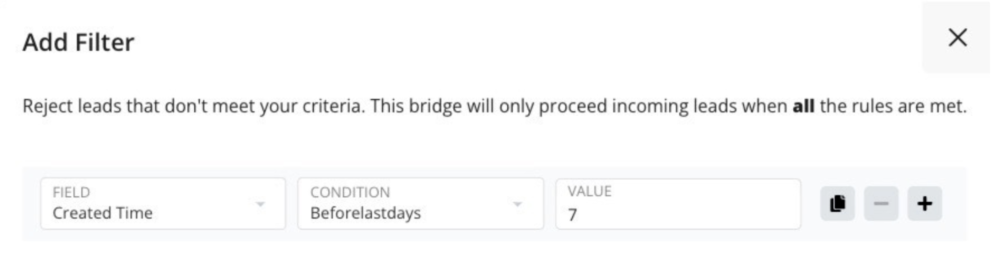 Add Filter
Reject leads that don't meet your criteria. This bridge will only proceed incoming leads when all the rules are met.
FIELD
Created Time
CONDITION
Beforelastdays
VALUE
7